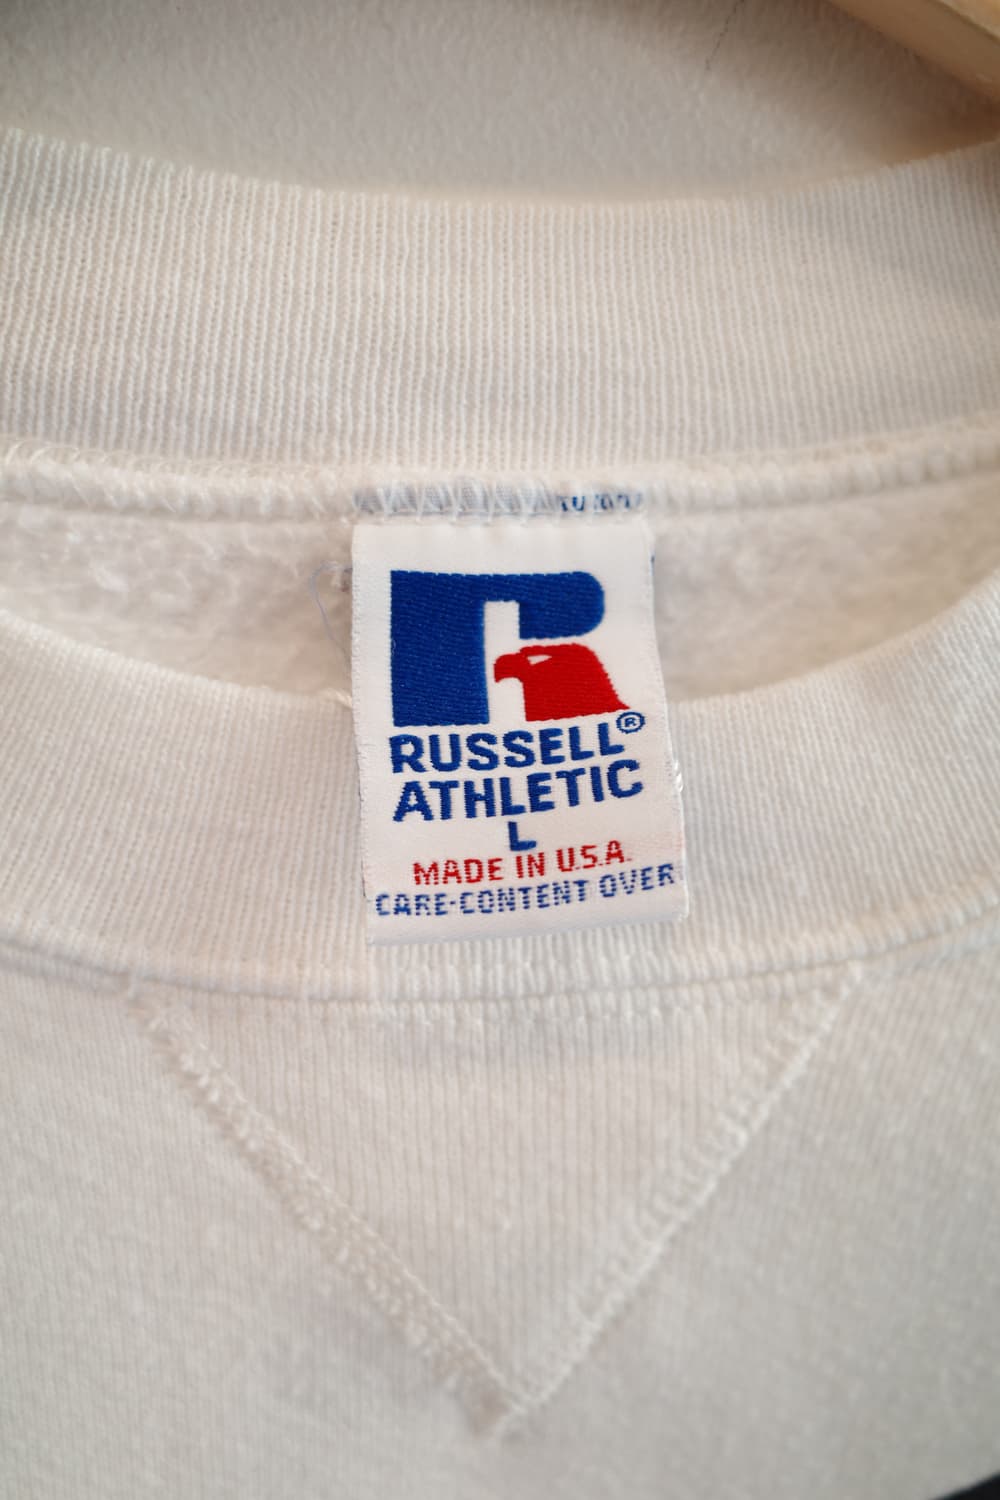 RUSSELL®
ATHLETIC
L
MADE IN U.S.A.
CARE-CONTENT OVER